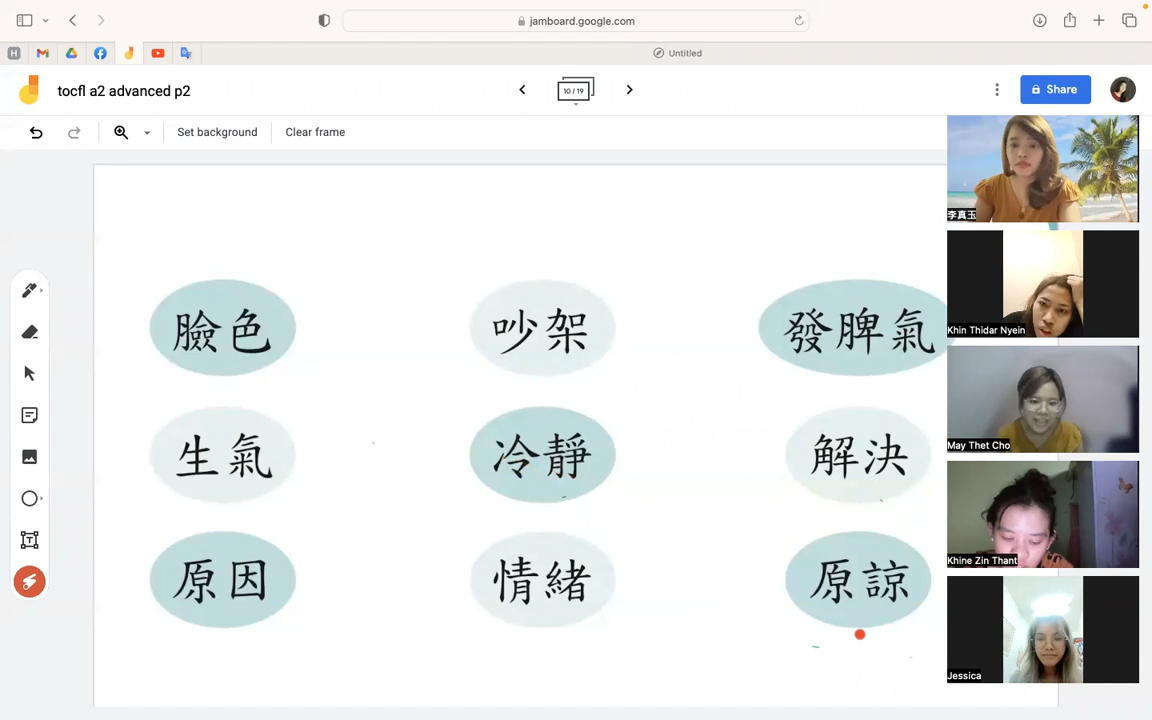 jamboard.google.com
Untitled
tocfl a2 advanced p2
10 / 19
Share
Set background
Clear frame
臉色 吵架 發脾氣
生氣 冷靜 解決
原因 情緒 原諒
李真玉
Khin Thidar Nyein
May Thet Cho
Khine Zin Thant
Jessica